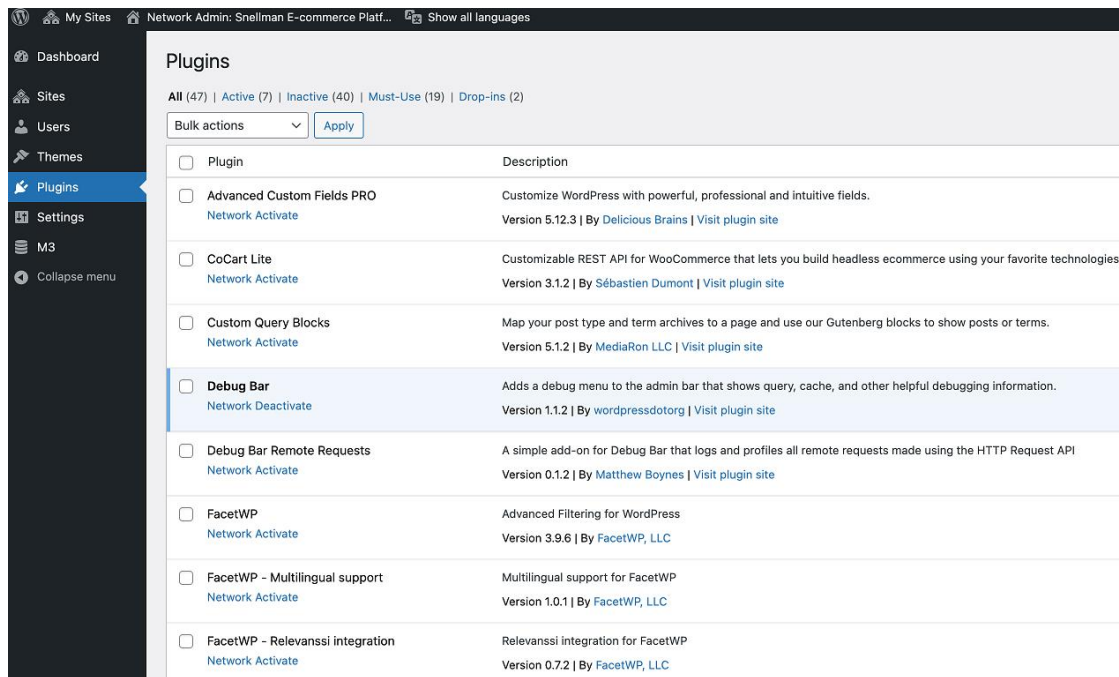 My Sites Network Admin: Snellman E-commerce Platf... Show all languages
Dashboard
Sites
Users
Themes
Plugins
Settings
M3
Collapse menu
Plugins
All (47) | Active (7) | Inactive (40) | Must-Use (19) | Drop-ins (2)
Bulk actions Apply
Plugin Description
Advanced Custom Fields PRO Customize WordPress with powerful, professional and intuitive fields.
Network Activate Version 5.12.3 | By Delicious Brains | Visit plugin site
CoCart Lite Customizable REST API for WooCommerce that lets you build headless ecommerce using your favorite technologies
Network Activate Version 3.1.2 | By Sébastien Dumont | Visit plugin site
Custom Query Blocks Map your post type and term archives to a page and use our Gutenberg blocks to show posts or terms.
Network Activate Version 5.1.2 | By MediaRon LLC | Visit plugin site
Debug Bar Adds a debug menu to the admin bar that shows query, cache, and other helpful debugging information.
Network Deactivate Version 1.1.2 | By wordpressdotorg | Visit plugin site
Debug Bar Remote Requests A simple add-on for Debug Bar that logs and profiles all remote requests made using the HTTP Request API
Network Activate Version 0.1.2 | By Matthew Boynes | Visit plugin site
FacetWP Advanced Filtering for WordPress
Network Activate Version 3.9.6 | By FacetWP, LLC
FacetWP - Multilingual support Multilingual support for FacetWP
Network Activate Version 1.0.1 | By FacetWP, LLC
FacetWP - Relevanssi integration Relevanssi integration for FacetWP
Network Activate Version 0.7.2 | By FacetWP, LLC